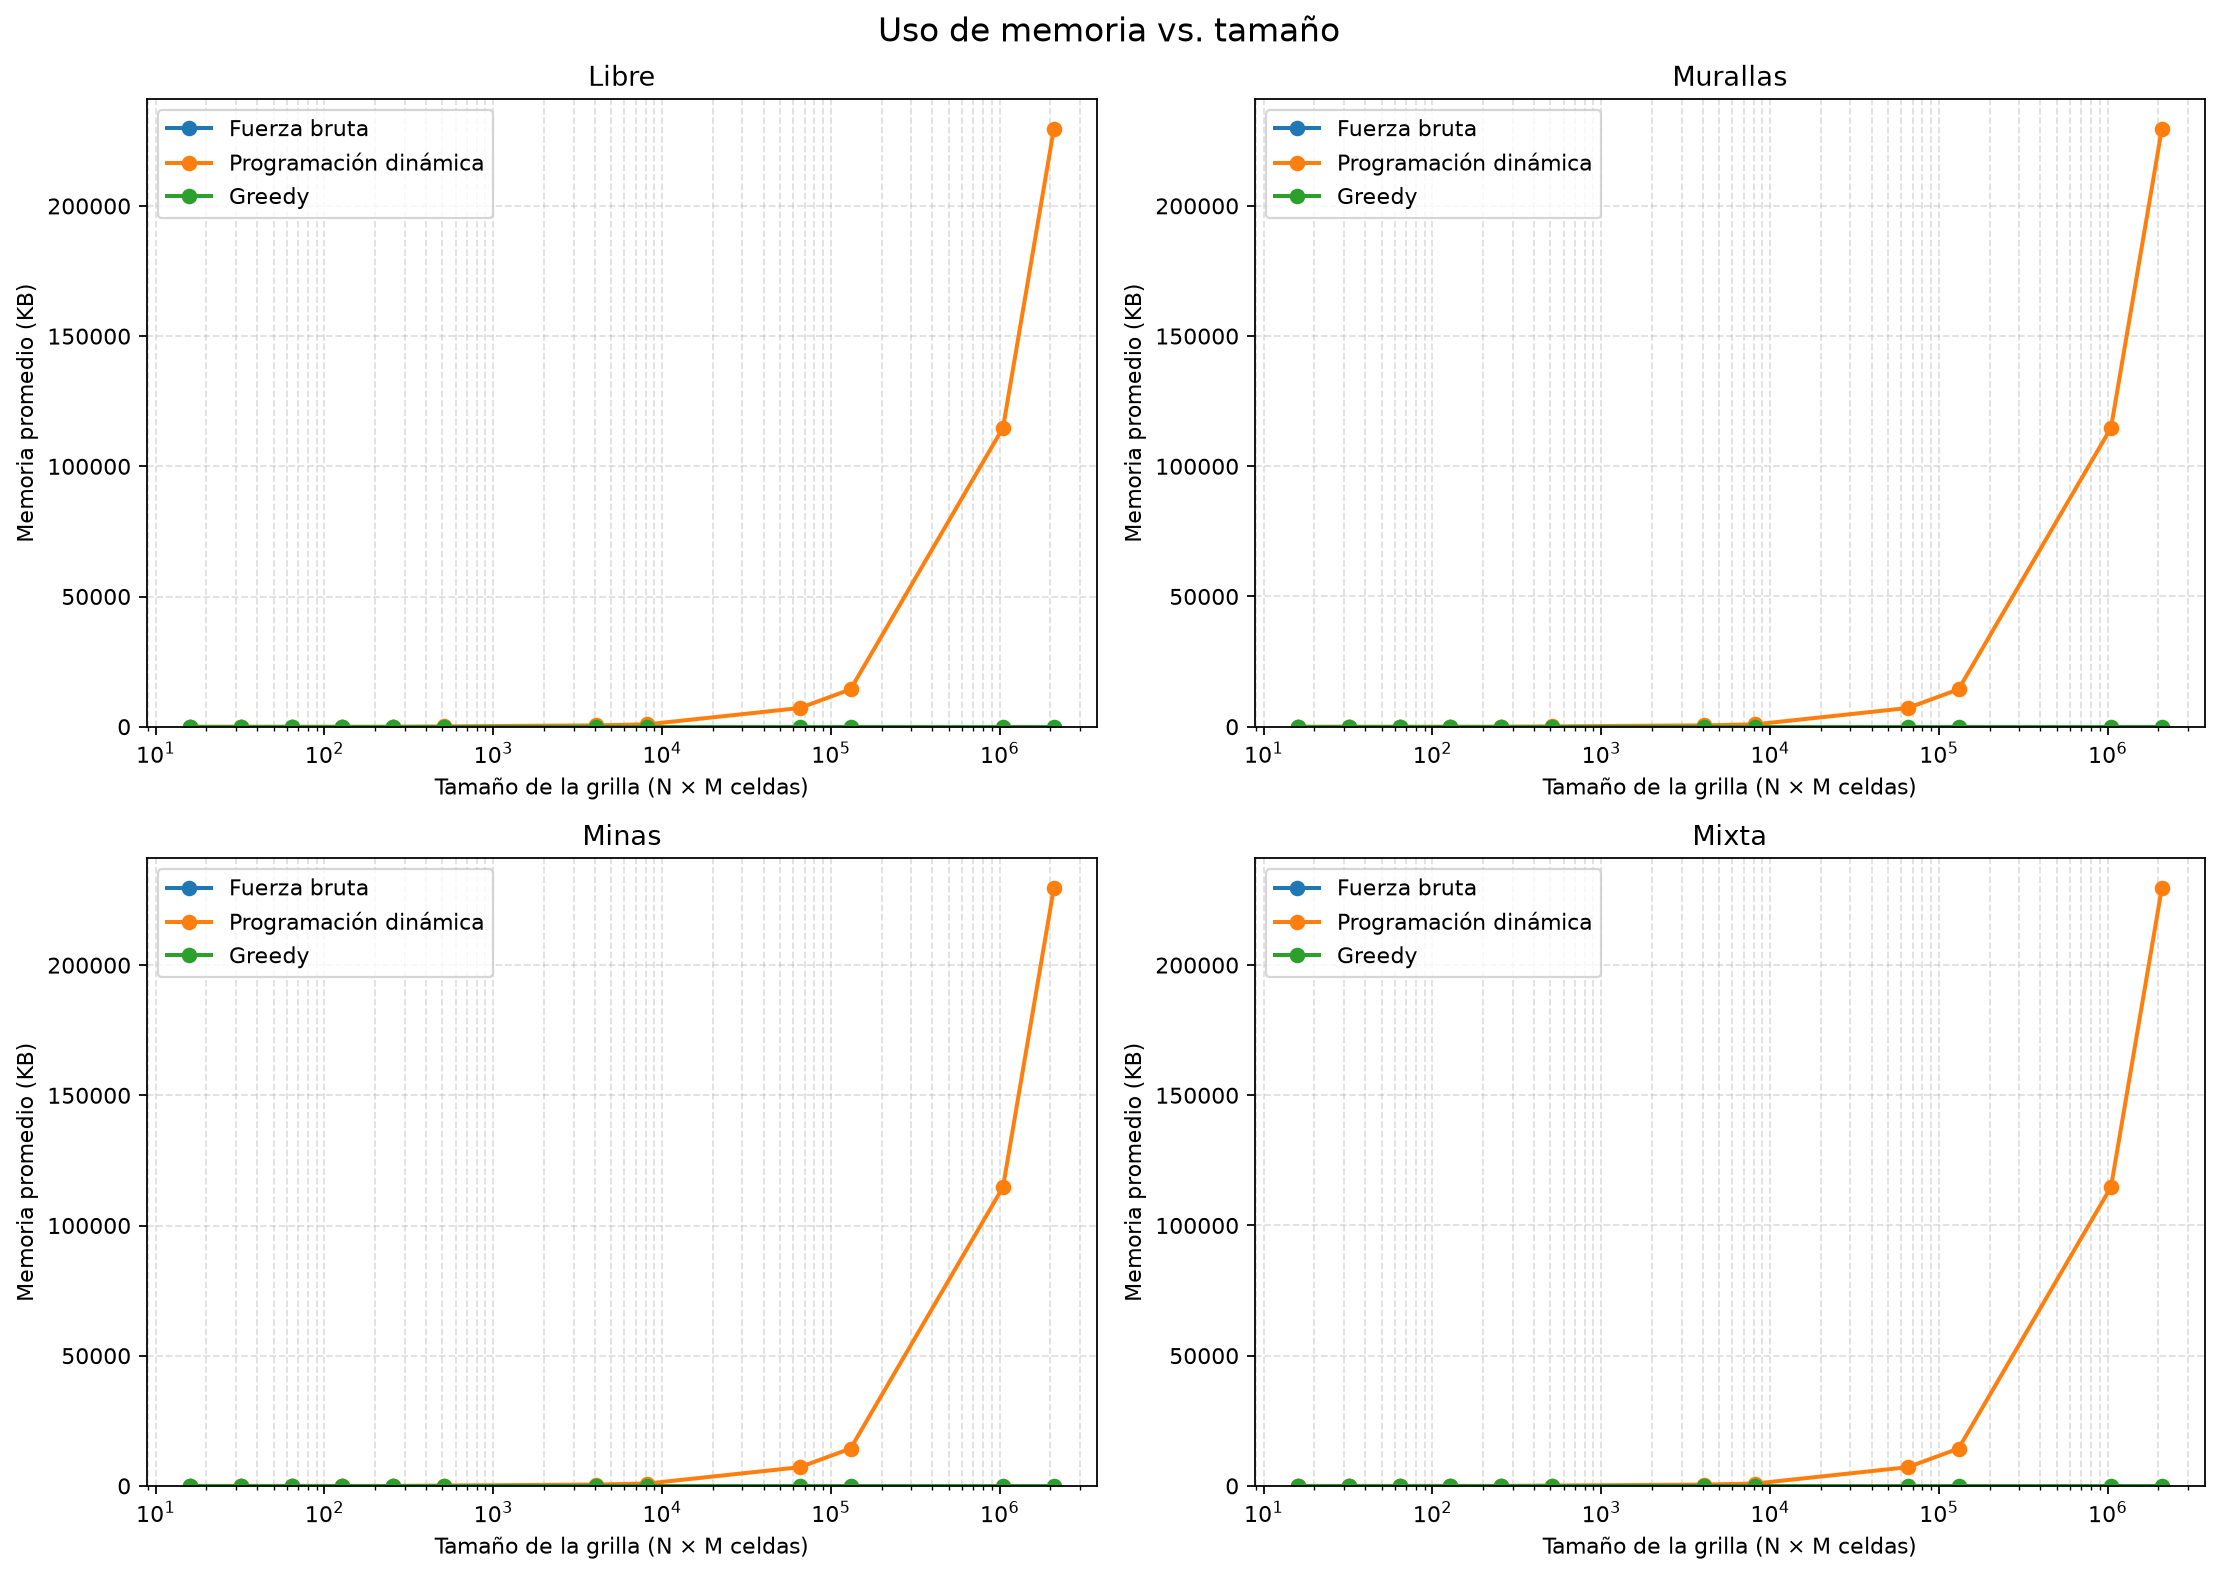 Uso de memoria vs. tamaño
Libre
Fuerza bruta
Programación dinámica
Greedy
Memoria promedio (KB)
200000
150000
100000
50000
0
10¹ 10² 10³ 10⁴ 10⁵ 10⁶
Tamaño de la grilla (N × M celdas)
Murallas
Fuerza bruta
Programación dinámica
Greedy
Memoria promedio (KB)
200000
150000
100000
50000
0
10¹ 10² 10³ 10⁴ 10⁵ 10⁶
Tamaño de la grilla (N × M celdas)
Minas
Fuerza bruta
Programación dinámica
Greedy
Memoria promedio (KB)
200000
150000
100000
50000
0
10¹ 10² 10³ 10⁴ 10⁵ 10⁶
Tamaño de la grilla (N × M celdas)
Mixta
Fuerza bruta
Programación dinámica
Greedy
Memoria promedio (KB)
200000
150000
100000
50000
0
10¹ 10² 10³ 10⁴ 10⁵ 10⁶
Tamaño de la grilla (N × M celdas)